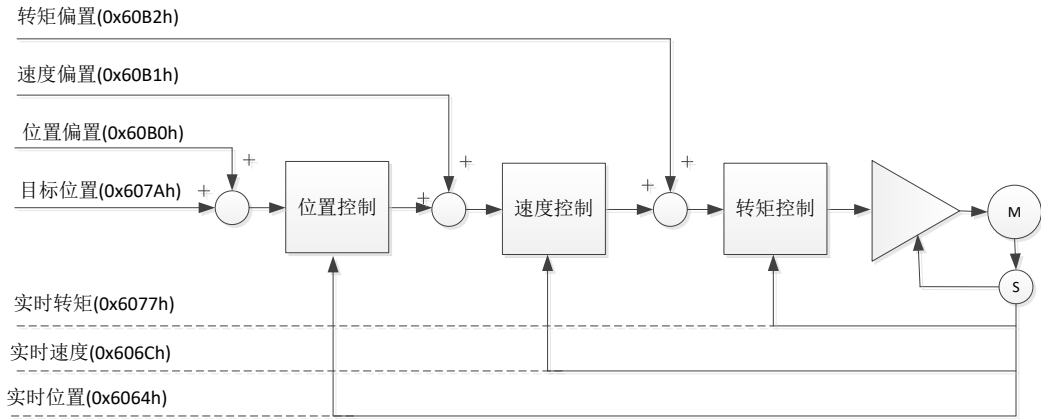 转矩偏置(0x60B2h)
速度偏置(0x60B1h)
位置偏置(0x60B0h)
+ + +
目标位置(0x607Ah)
+ + +
位置控制
速度控制
转矩控制
M
S
实时转矩(0x6077h)
实时速度(0x606Ch)
实时位置(0x6064h)